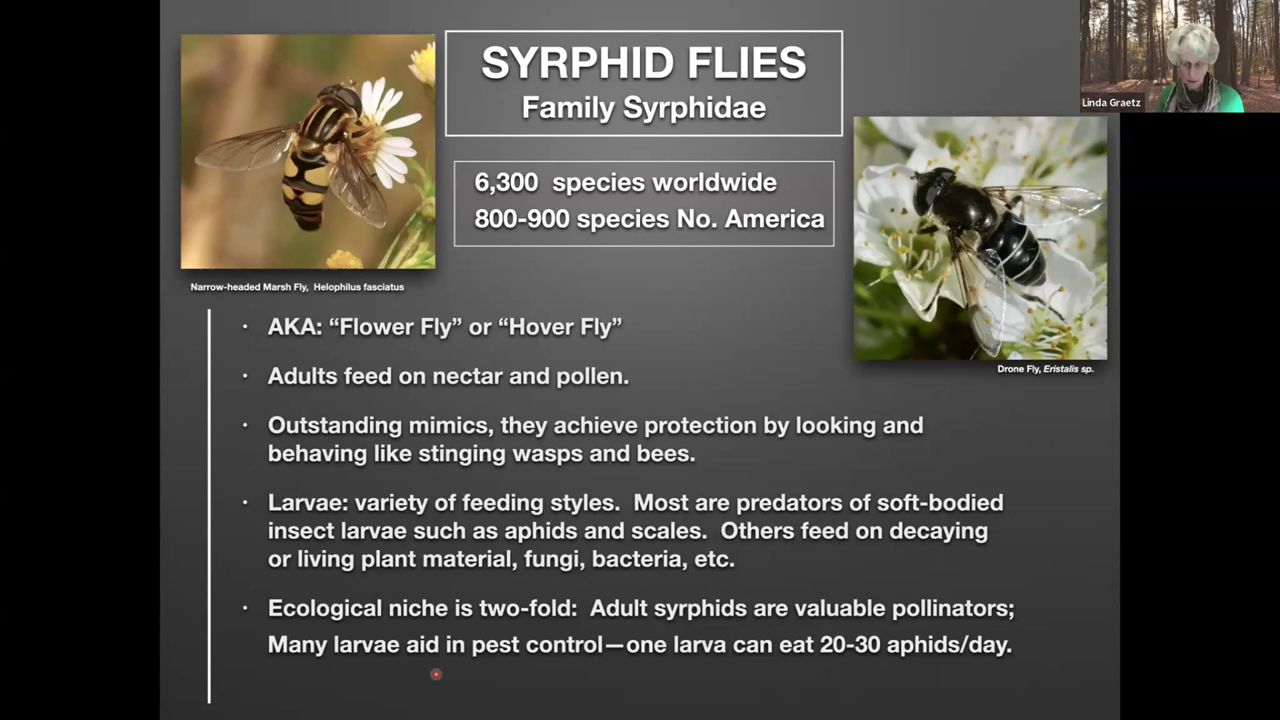 SYRPHID FLIES
Family Syrphidae
Linda Graetz
6,300 species worldwide
800-900 species No. America
Narrow-headed Marsh Fly, Helophilus fasciatus
Drone Fly, Eristalis sp.
· AKA: “Flower Fly” or “Hover Fly”
· Adults feed on nectar and pollen.
· Outstanding mimics, they achieve protection by looking and
behaving like stinging wasps and bees.
· Larvae: variety of feeding styles. Most are predators of soft-bodied
insect larvae such as aphids and scales. Others feed on decaying
or living plant material, fungi, bacteria, etc.
· Ecological niche is two-fold: Adult syrphids are valuable pollinators;
Many larvae aid in pest control—one larva can eat 20-30 aphids/day.